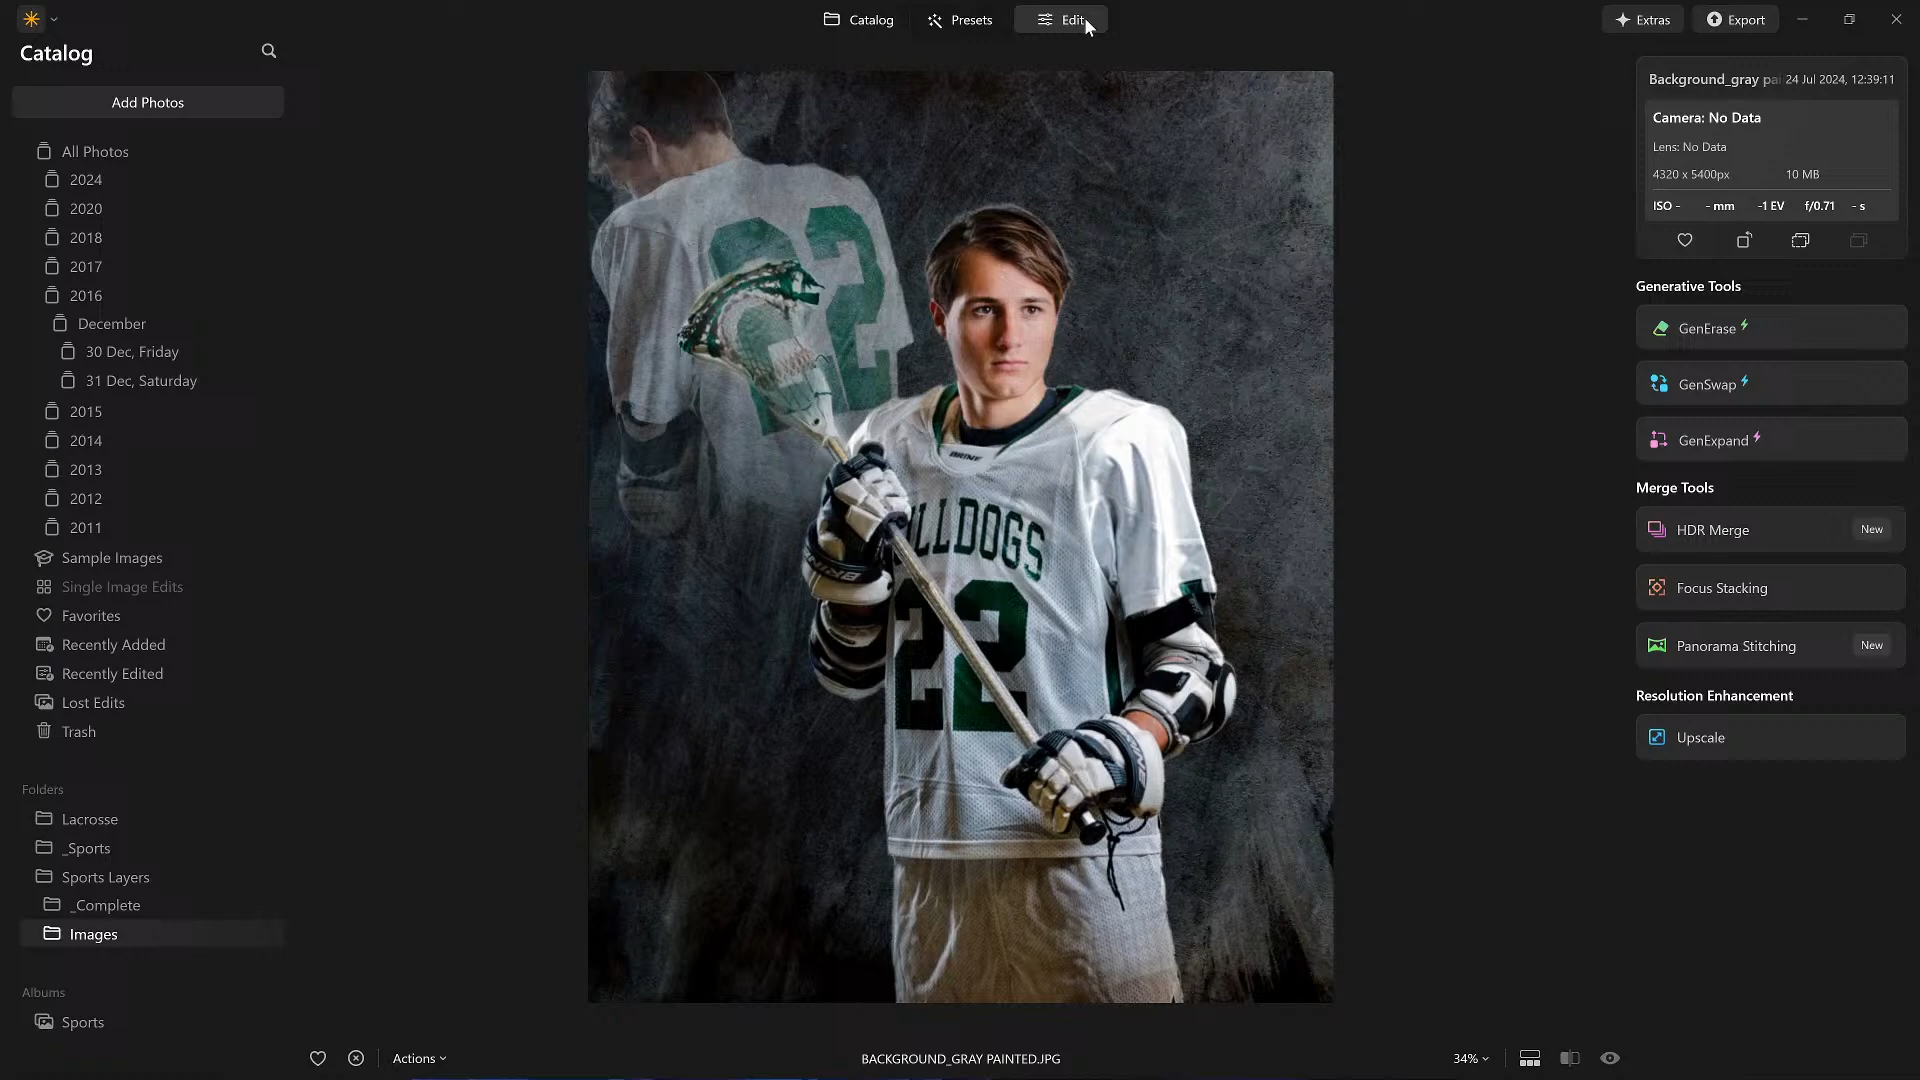 Catalog
Presets
Edit
Extras
Export
Catalog
Add Photos
All Photos
2024
2020
2018
2017
2016
December
30 Dec, Friday
31 Dec, Saturday
2015
2014
2013
2012
2011
Sample Images
Single Image Edits
Favorites
Recently Added
Recently Edited
Lost Edits
Trash
Folders
Lacrosse
_Sports
Sports Layers
_Complete
Images
Albums
Sports
22
BRINE
LLDOGS
22
Background_gray pai 24 Jul 2024, 12:39:11
Camera: No Data
Lens: No Data
4320 x 5400px 10 MB
ISO - - mm -1 EV f/0.71 - s
Generative Tools
GenErase
GenSwap
GenExpand
Merge Tools
HDR Merge New
Focus Stacking
Panorama Stitching New
Resolution Enhancement
Upscale
Actions
BACKGROUND_GRAY PAINTED.JPG
34%